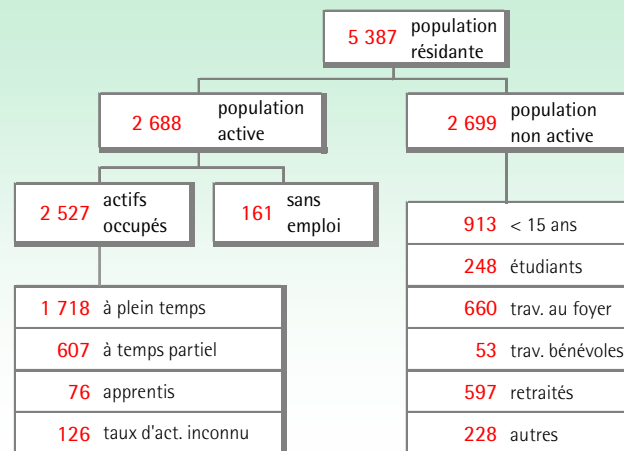 5 387 population
résidante
2 688 population
active
2 699 population
non active
2 527 actifs
occupés
161 sans
emploi
1 718 à plein temps
607 à temps partiel
76 apprentis
126 taux d'act. inconnu
913 < 15 ans
248 étudiants
660 trav. au foyer
53 trav. bénévoles
597 retraités
228 autres